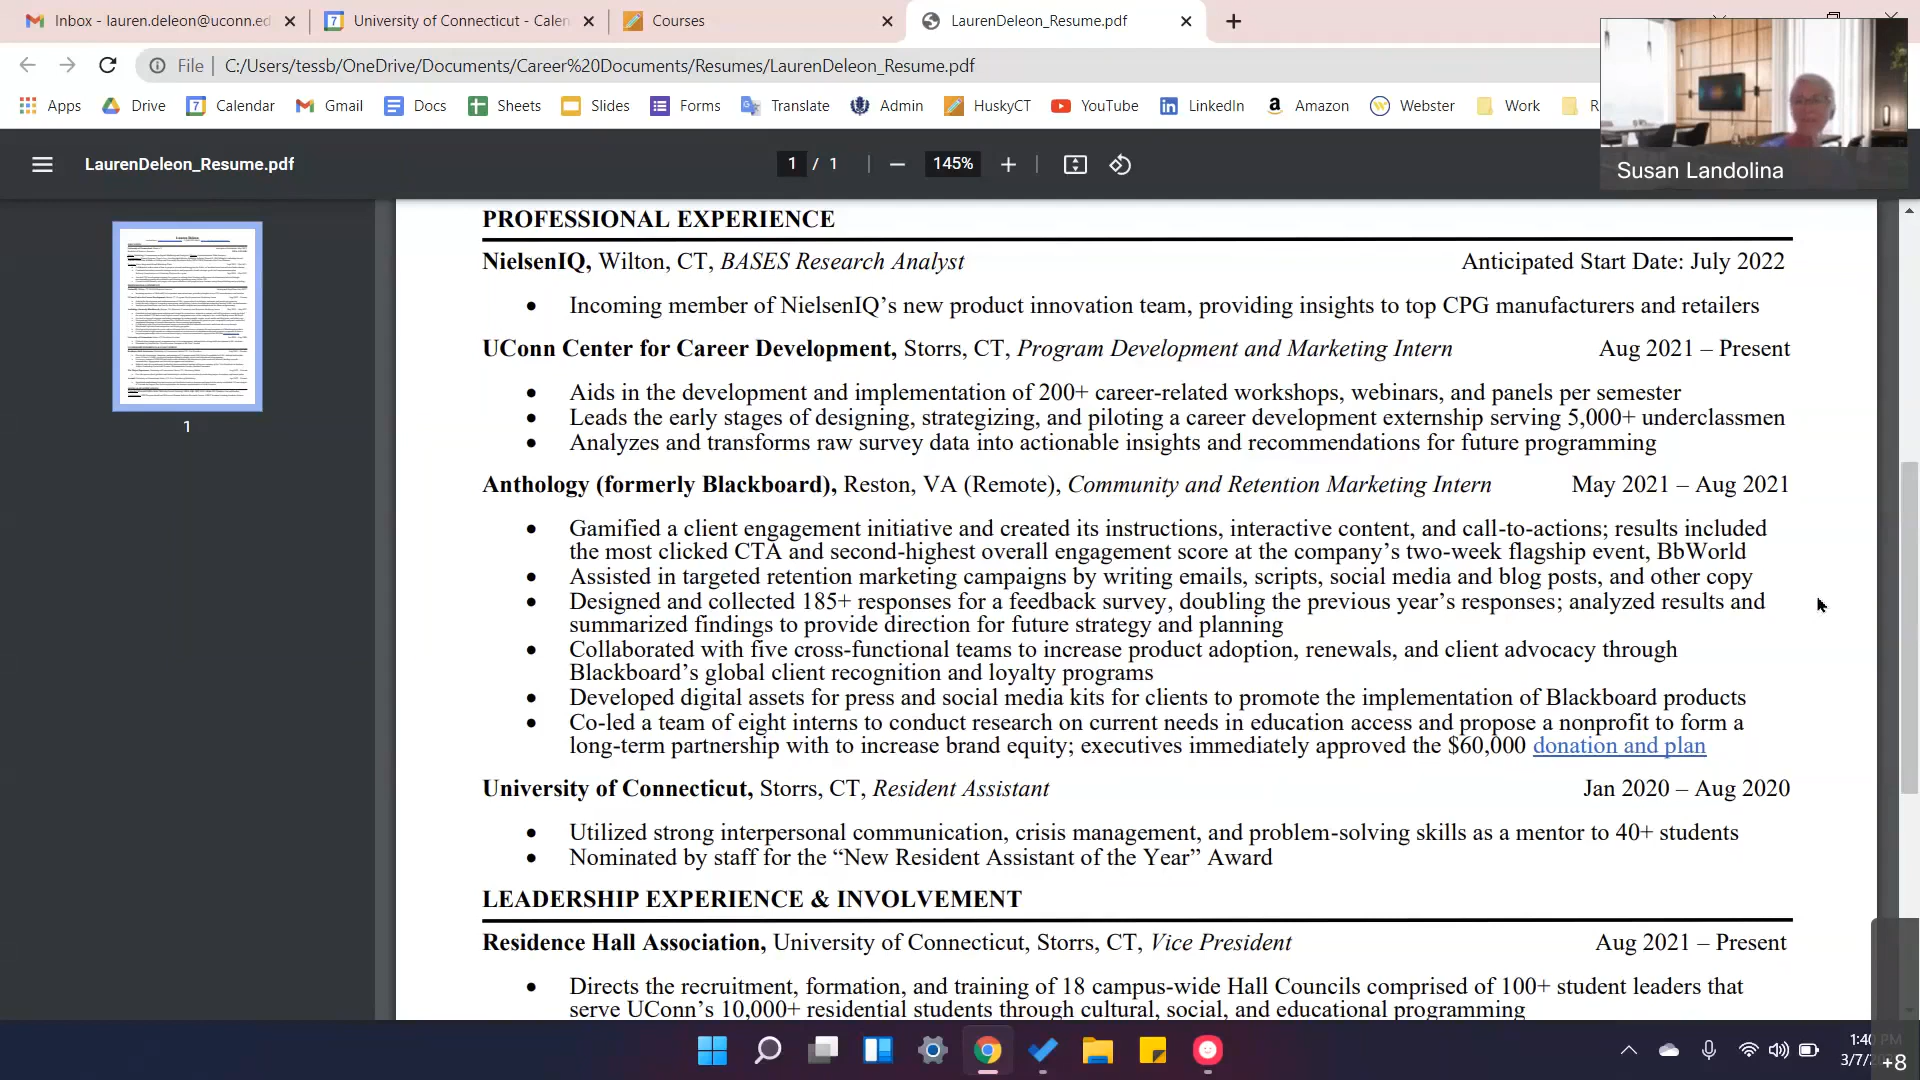 Inbox - lauren.deleon@uconn.ed
University of Connecticut - Calen
Courses
LaurenDeleon_Resume.pdf
File
C:/Users/tessb/OneDrive/Documents/Career%20Documents/Resumes/LaurenDeleon_Resume.pdf
Apps Drive Calendar Gmail Docs Sheets Slides Forms Translate Admin HuskyCT YouTube LinkedIn Amazon Webster Work R
LaurenDeleon_Resume.pdf
1 / 1
145%
Susan Landolina
1
PROFESSIONAL EXPERIENCE
NielsenIQ, Wilton, CT, BASES Research Analyst Anticipated Start Date: July 2022
• Incoming member of NielsenIQ’s new product innovation team, providing insights to top CPG manufacturers and retailers
UConn Center for Career Development, Storrs, CT, Program Development and Marketing Intern Aug 2021 – Present
• Aids in the development and implementation of 200+ career-related workshops, webinars, and panels per semester
• Leads the early stages of designing, strategizing, and piloting a career development externship serving 5,000+ underclassmen
• Analyzes and transforms raw survey data into actionable insights and recommendations for future programming
Anthology (formerly Blackboard), Reston, VA (Remote), Community and Retention Marketing Intern May 2021 – Aug 2021
• Gamified a client engagement initiative and created its instructions, interactive content, and call-to-actions; results included
the most clicked CTA and second-highest overall engagement score at the company’s two-week flagship event, BbWorld
• Assisted in targeted retention marketing campaigns by writing emails, scripts, social media and blog posts, and other copy
• Designed and collected 185+ responses for a feedback survey, doubling the previous year’s responses; analyzed results and
summarized findings to provide direction for future strategy and planning
• Collaborated with five cross-functional teams to increase product adoption, renewals, and client advocacy through
Blackboard’s global client recognition and loyalty programs
• Developed digital assets for press and social media kits for clients to promote the implementation of Blackboard products
• Co-led a team of eight interns to conduct research on current needs in education access and propose a nonprofit to form a
long-term partnership with to increase brand equity; executives immediately approved the $60,000 donation and plan
University of Connecticut, Storrs, CT, Resident Assistant Jan 2020 – Aug 2020
• Utilized strong interpersonal communication, crisis management, and problem-solving skills as a mentor to 40+ students
• Nominated by staff for the “New Resident Assistant of the Year” Award
LEADERSHIP EXPERIENCE & INVOLVEMENT
Residence Hall Association, University of Connecticut, Storrs, CT, Vice President Aug 2021 – Present
• Directs the recruitment, formation, and training of 18 campus-wide Hall Councils comprised of 100+ student leaders that
serve UConn’s 10,000+ residential students through cultural, social, and educational programming
1:40 PM
3/7/2
+8